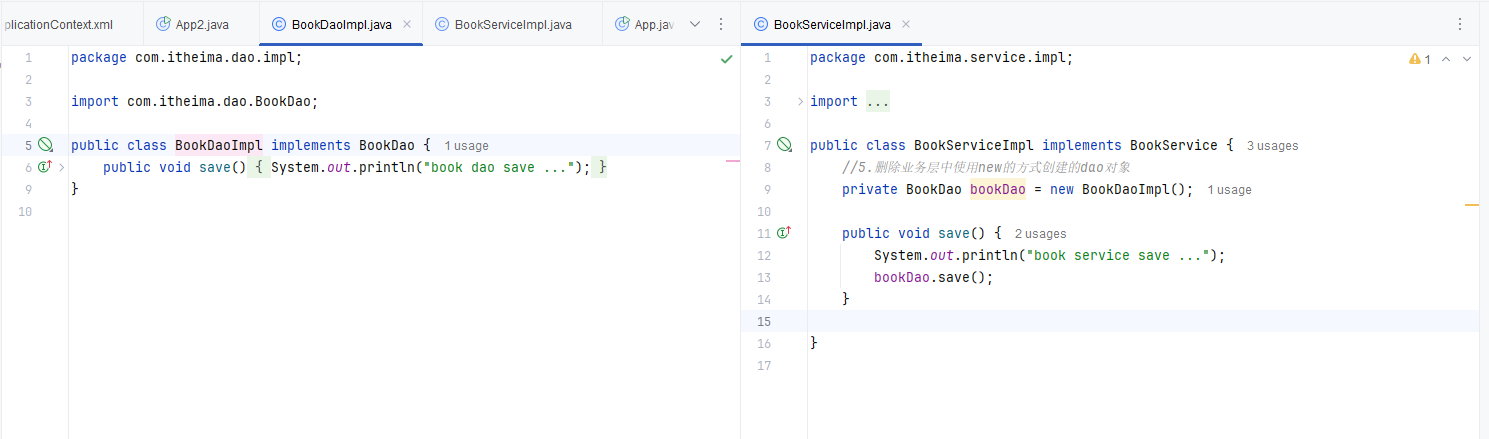 plicationContext.xml
App2.java
BookDaoImpl.java
BookServiceImpl.java
App.jav
1 package com.itheima.dao.impl;
2
3 import com.itheima.dao.BookDao;
4
5 public class BookDaoImpl implements BookDao { 1 usage
6 public void save() { System.out.println("book dao save ..."); }
9 }
10
BookServiceImpl.java
1
1 package com.itheima.service.impl;
2
3 import ...
6
7 public class BookServiceImpl implements BookService { 3 usages
8 //5.删除业务层中使用new的方式创建的dao对象
9 private BookDao bookDao = new BookDaoImpl(); 1 usage
10
11 public void save() { 2 usages
12 System.out.println("book service save ...");
13 bookDao.save();
14 }
15
16 }
17